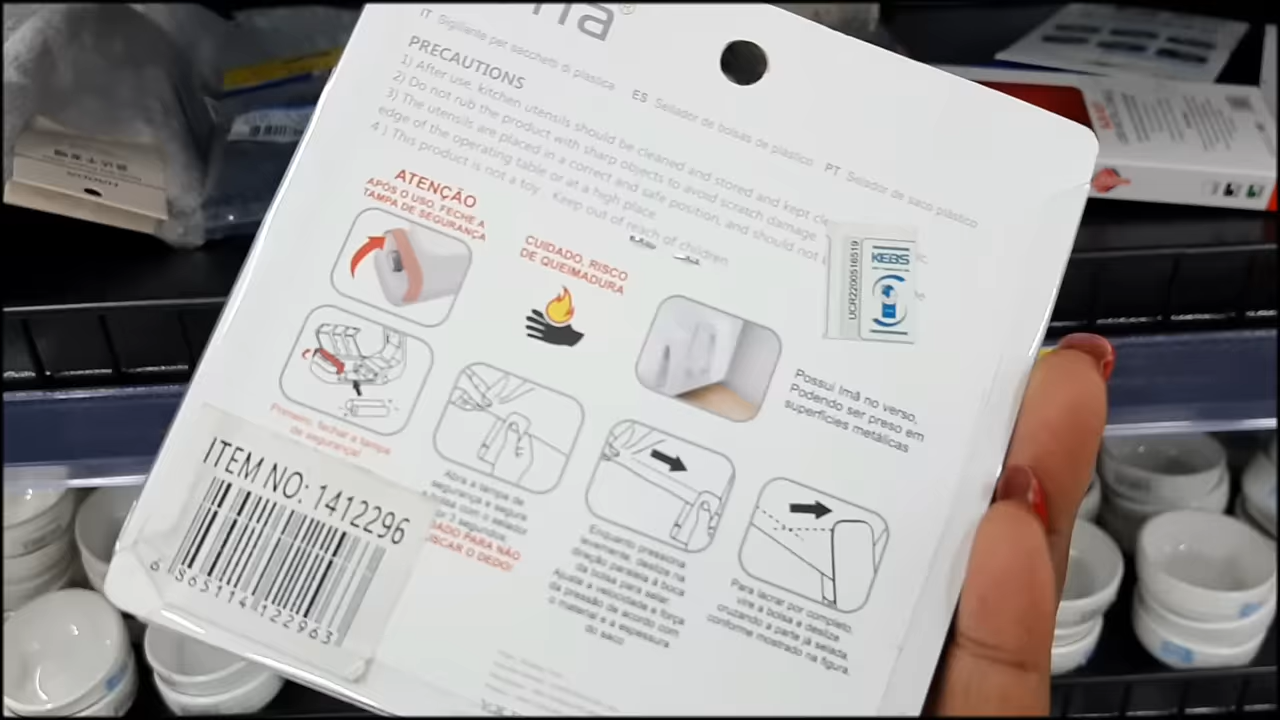 IT Sigillante per sacchetti di plastica
ES Sellador de bolsas de plástico
PT Selador de saco plástico
PRECAUTIONS
1) After use, kitchen utensils should be cleaned and stored and kept
2) Do not rub the product with sharp objects to avoid scratch damage
3) The utensils are placed in a correct and safe position, and should not
edge of the operating table or at a high place
4) This product is not a toy. Keep out of reach of children
ATENÇÃO
APÓS O USO, FECHE A
TAMPA DE SEGURANÇA
CUIDADO, RISCO
DE QUEIMADURA
KEBS
UCR2200516519
Possui Imã no verso,
Podendo ser preso em
superfícies metálicas
Primeiro, fechar a tampa
de segurança!
Abra a tampa de
segurança e segure
a bolsa com o selador
3 segundos.
PARA NÃO
O DEDO!
Enquanto pressiona
levemente, deslize na
direção paralela à boca
da bolsa para selar.
Ajuste a velocidade e força
da pressão de acordo com
o material e a espessura
do saco
Para lacrar por completo,
vire a bolsa e deslize
cruzando a parte já selada,
conforme mostrado na figura.
ITEM NO: 1412296
6 865114 122963